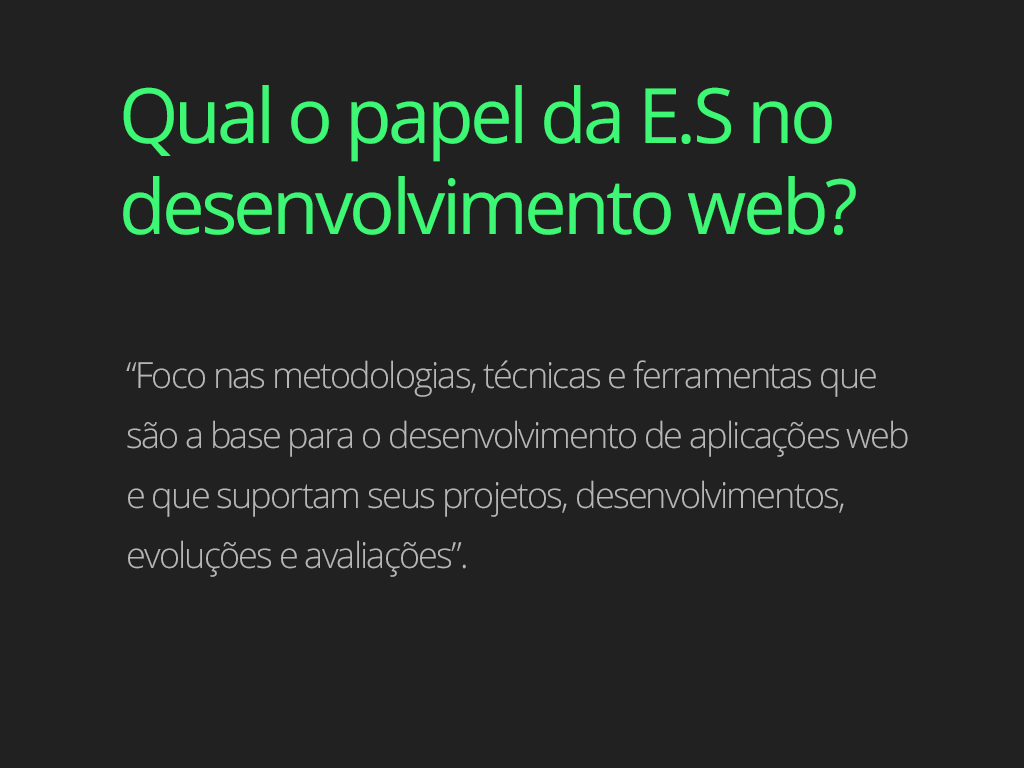 Qual o papel da E.S no
desenvolvimento web?
“Foco nas metodologias, técnicas e ferramentas que
são a base para o desenvolvimento de aplicações web
e que suportam seus projetos, desenvolvimentos,
evoluções e avaliações”.